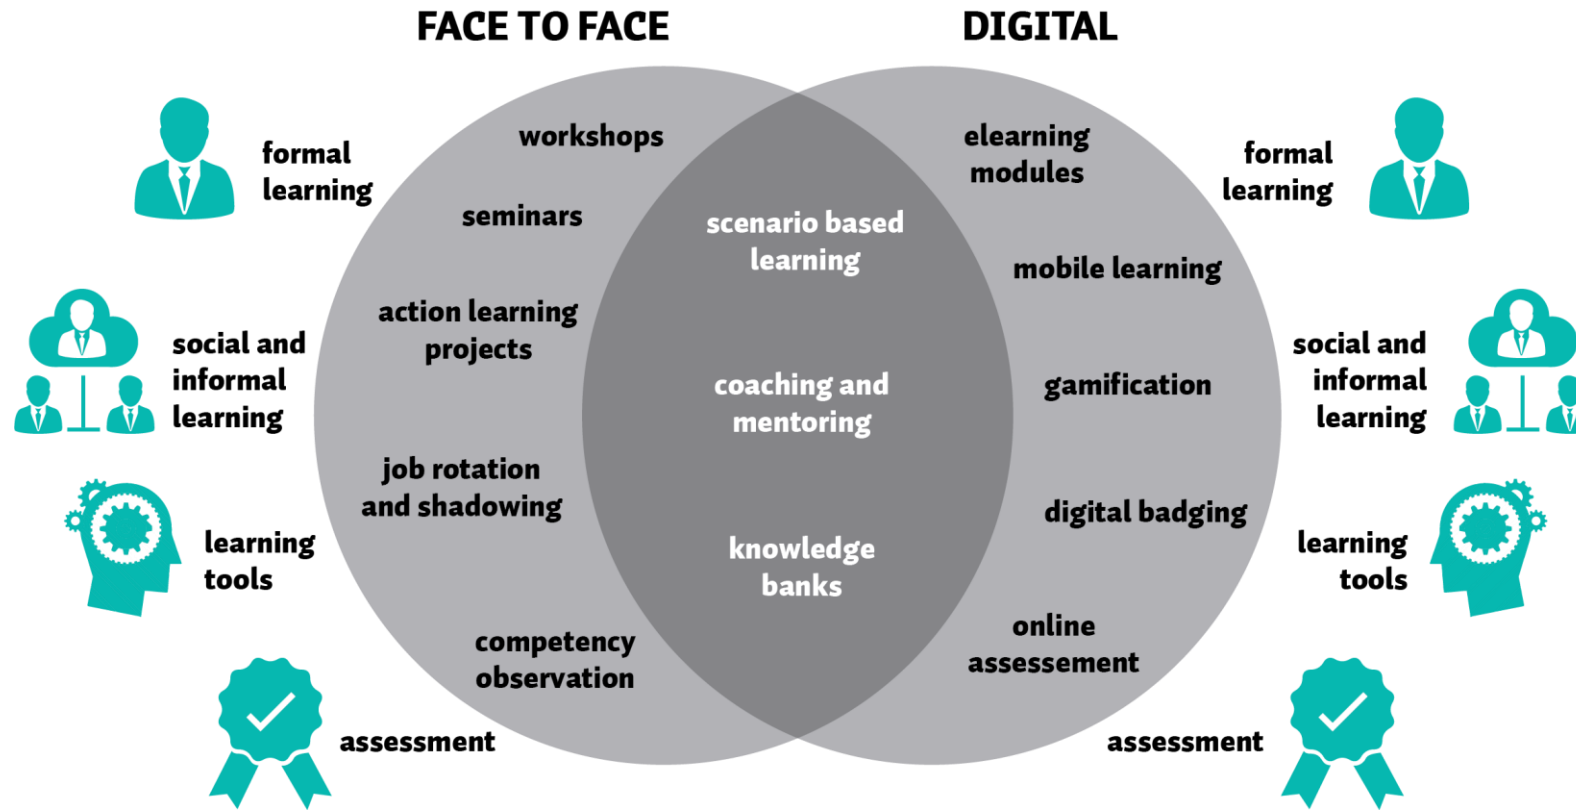 FACE TO FACE
DIGITAL
formal
learning
social and
informal
learning
learning
tools
assessment
workshops
seminars
action learning
projects
job rotation
and shadowing
competency
observation
scenario based
learning
coaching and
mentoring
knowledge
banks
elearning
modules
mobile learning
gamification
digital badging
online
assessement
formal
learning
social and
informal
learning
learning
tools
assessment